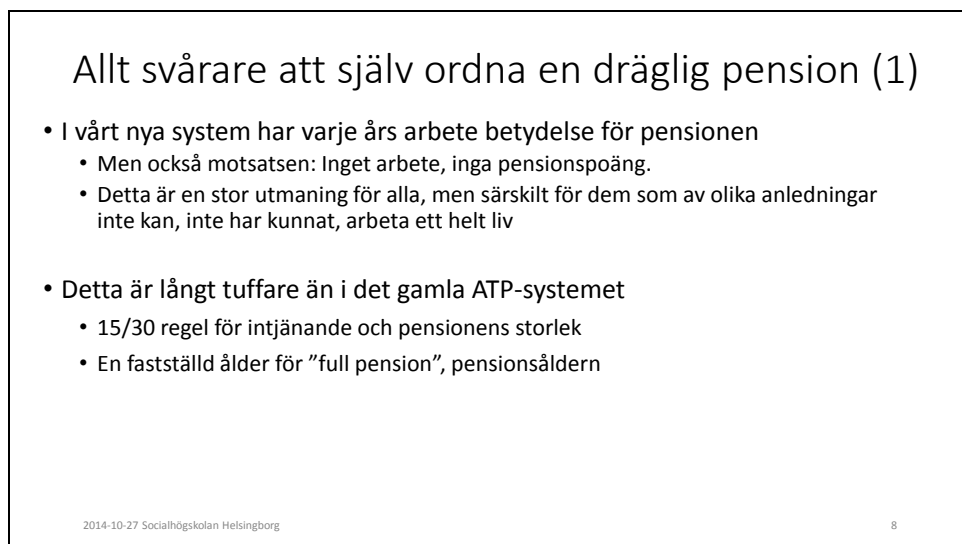 Allt svårare att själv ordna en dräglig pension (1)
• I vårt nya system har varje års arbete betydelse för pensionen
• Men också motsatsen: Inget arbete, inga pensionspoäng.
• Detta är en stor utmaning för alla, men särskilt för dem som av olika anledningar
inte kan, inte har kunnat, arbeta ett helt liv
• Detta är långt tuffare än i det gamla ATP-systemet
• 15/30 regel för intjänande och pensionens storlek
• En fastställd ålder för ”full pension”, pensionsåldern
2014-10-27 Socialhögskolan Helsingborg
8